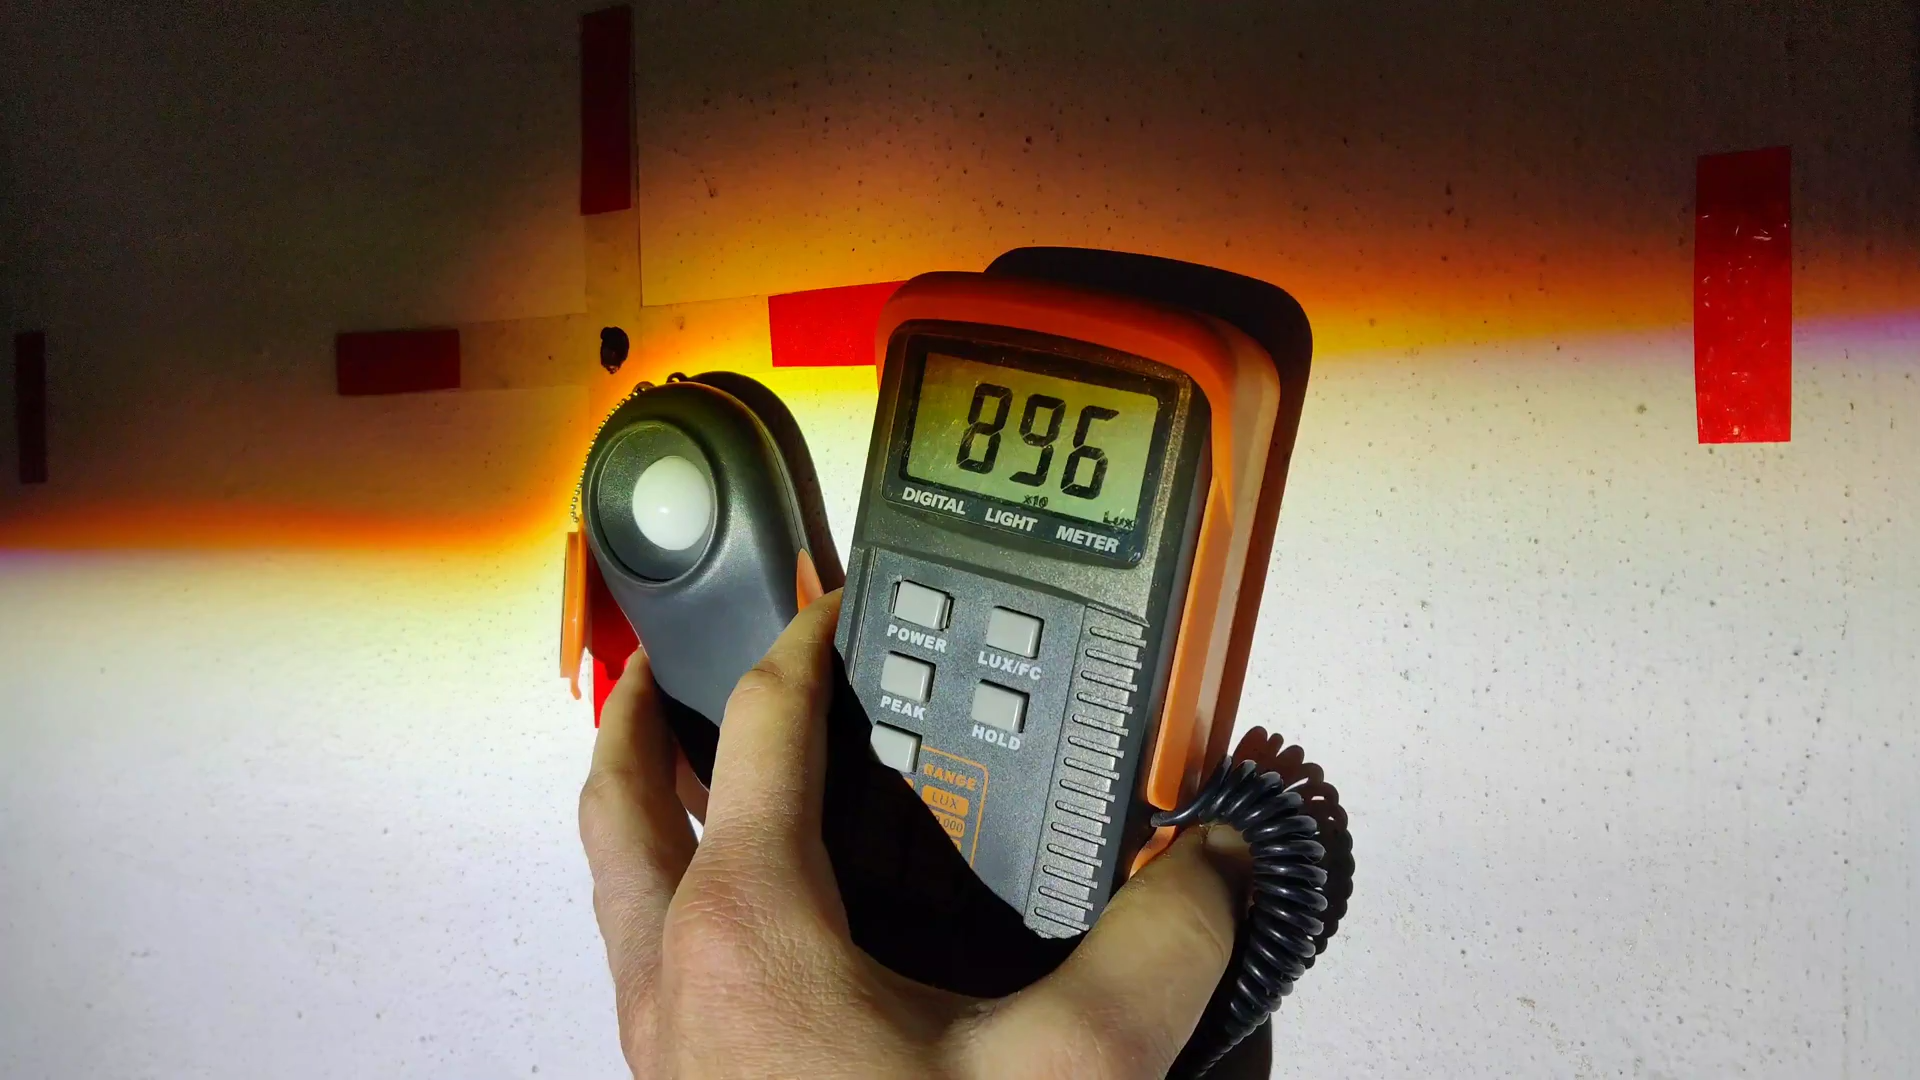 896
x10 Lux
DIGITAL LIGHT METER
POWER LUX/FC
PEAK HOLD
RANGE
LUX